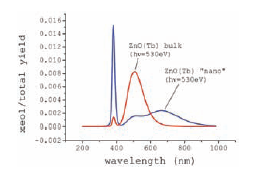 xeol/total yield
0.016
0.014
0.012
0.010
0.008
0.006
0.004
0.002
0.000
-0.002
ZnO(Tb) bulk
(hν=530eV)
ZnO(Tb) "nano"
(hν=530eV)
200 400 600 800 1000
wavelength (nm)